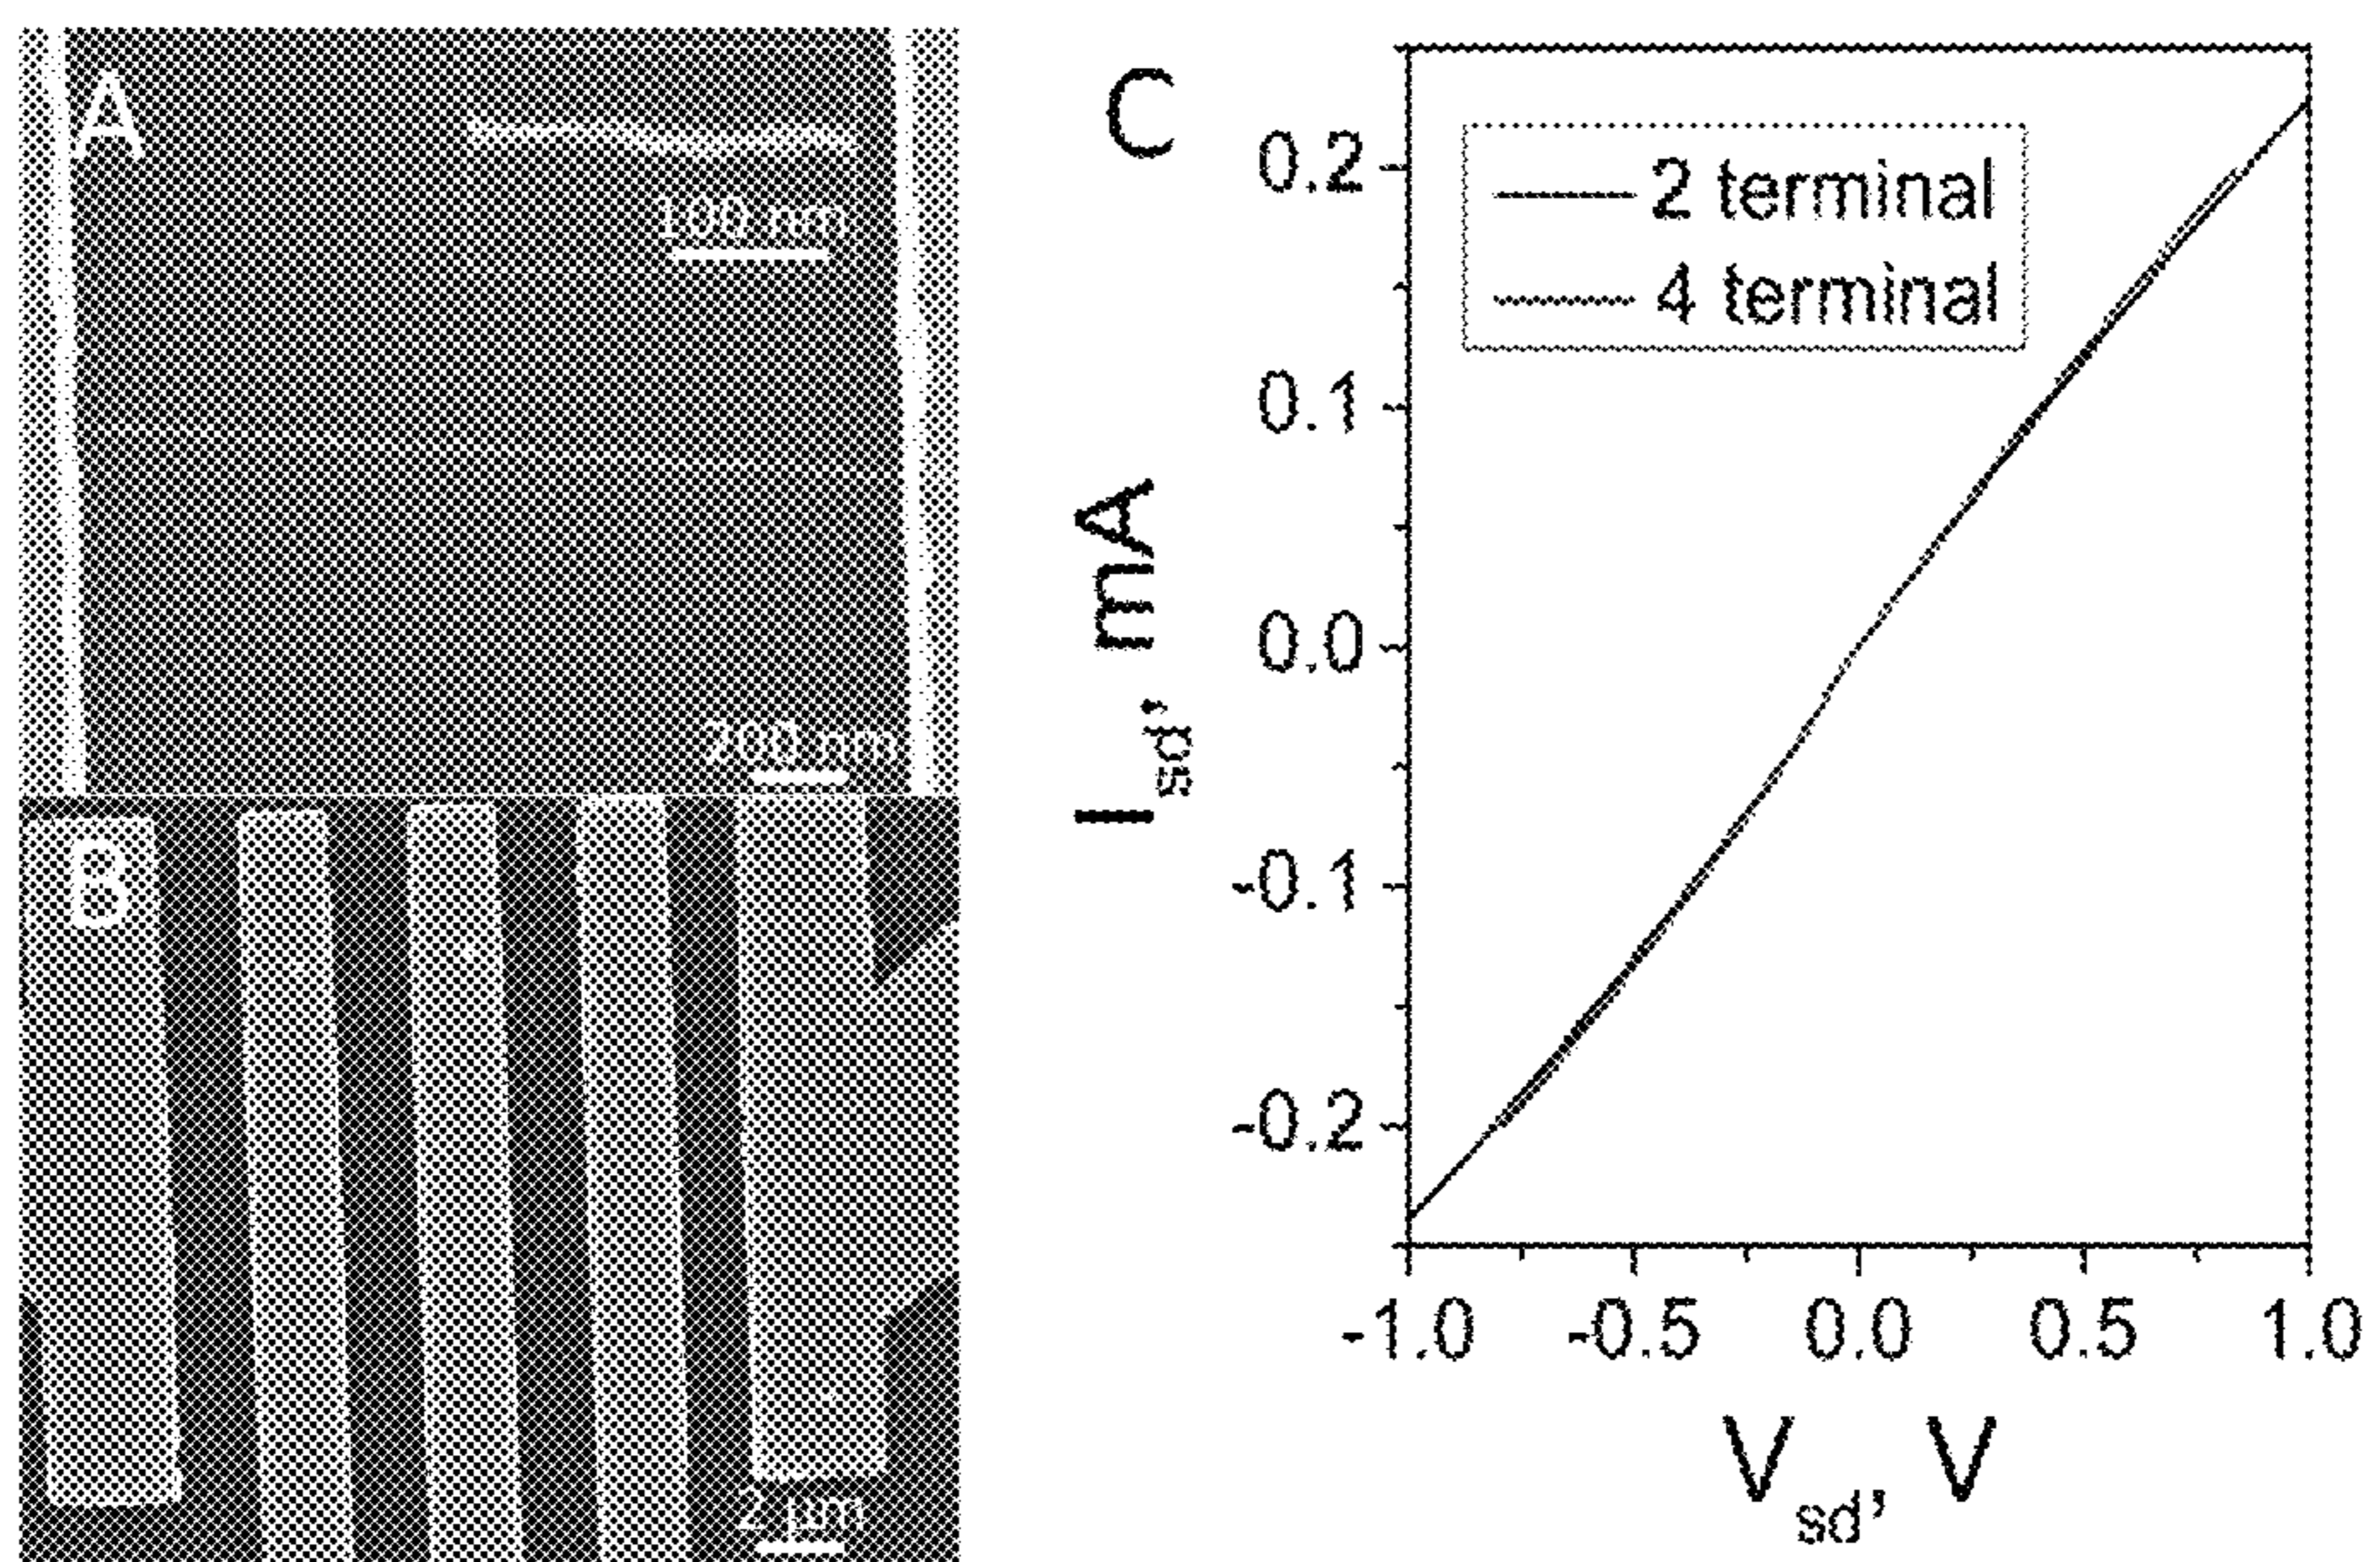 A
100 nm
200 nm
B
2 µm
C
2 terminal
4 terminal
0.2
0.1
0.0
-0.1
-0.2
I_sd, mA
-1.0 -0.5 0.0 0.5 1.0
V_sd, V